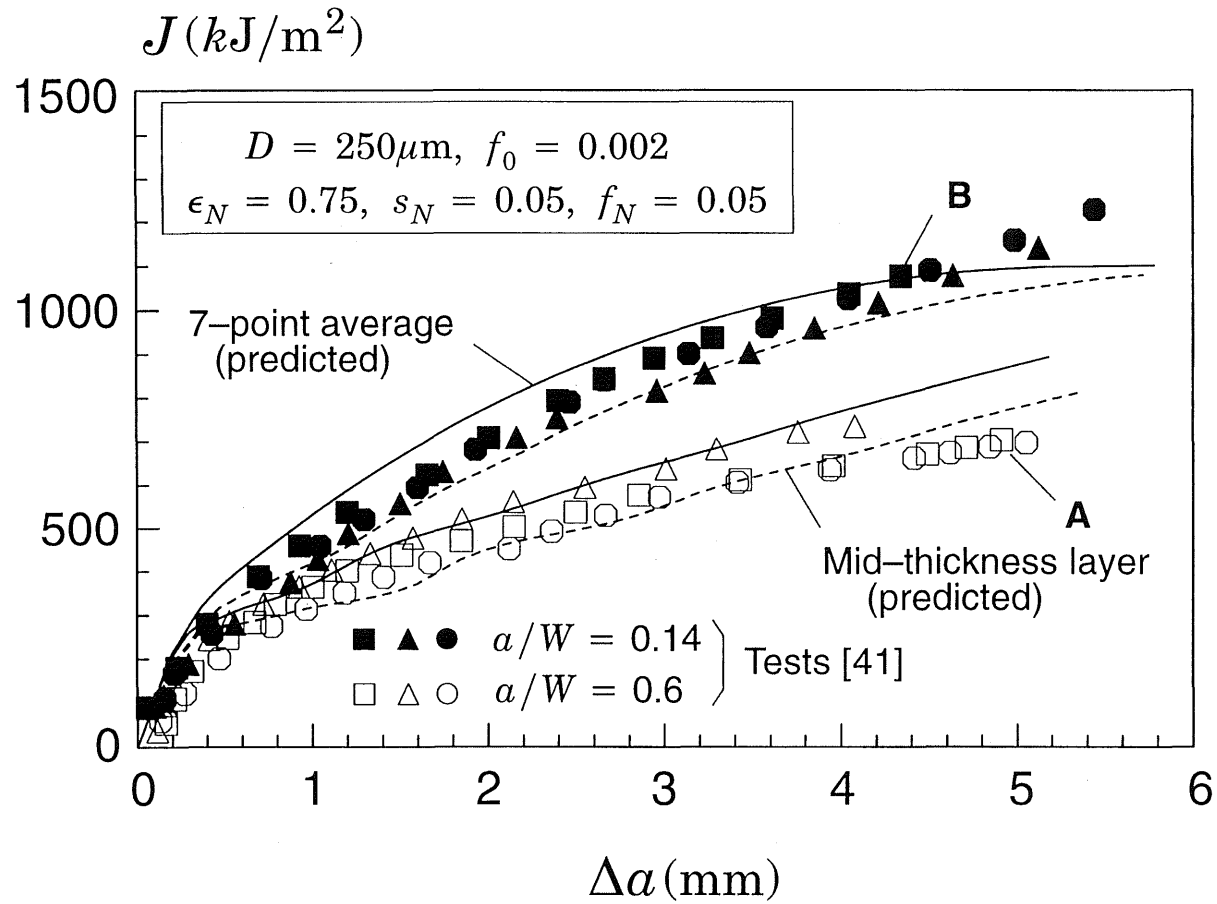 J (kJ/m²)
1500
D = 250μm, f₀ = 0.002
ϵ_N = 0.75, s_N = 0.05, f_N = 0.05
B
1000
7–point average
(predicted)
500
A
Mid–thickness layer
(predicted)
a/W = 0.14
Tests [41]
a/W = 0.6
0
0 1 2 3 4 5 6
Δa (mm)